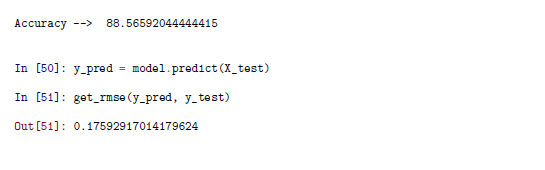 Accuracy --> 88.56592044444415
In [50]: y_pred = model.predict(X_test)
In [51]: get_rmse(y_pred, y_test)
Out[51]: 0.17592917014179624